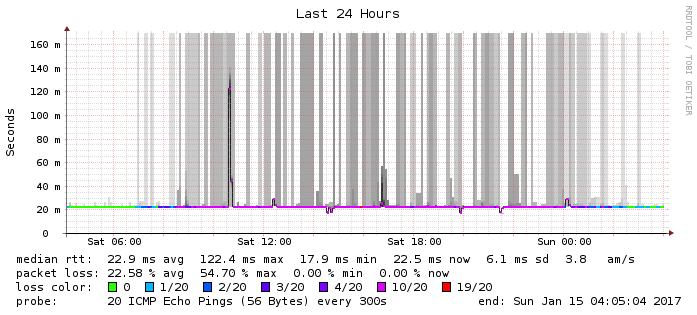 Last 24 Hours
RRDTOOL / TOBI OETIKER
Seconds
160 m
140 m
120 m
100 m
80 m
60 m
40 m
20 m
0
Sat 06:00 Sat 12:00 Sat 18:00 Sun 00:00
median rtt: 22.9 ms avg 122.4 ms max 17.9 ms min 22.5 ms now 6.1 ms sd 3.8 am/s
packet loss: 22.58 % avg 54.70 % max 0.00 % min 0.00 % now
loss color: 0 1/20 2/20 3/20 4/20 10/20 19/20
probe: 20 ICMP Echo Pings (56 Bytes) every 300s end: Sun Jan 15 04:05:04 2017